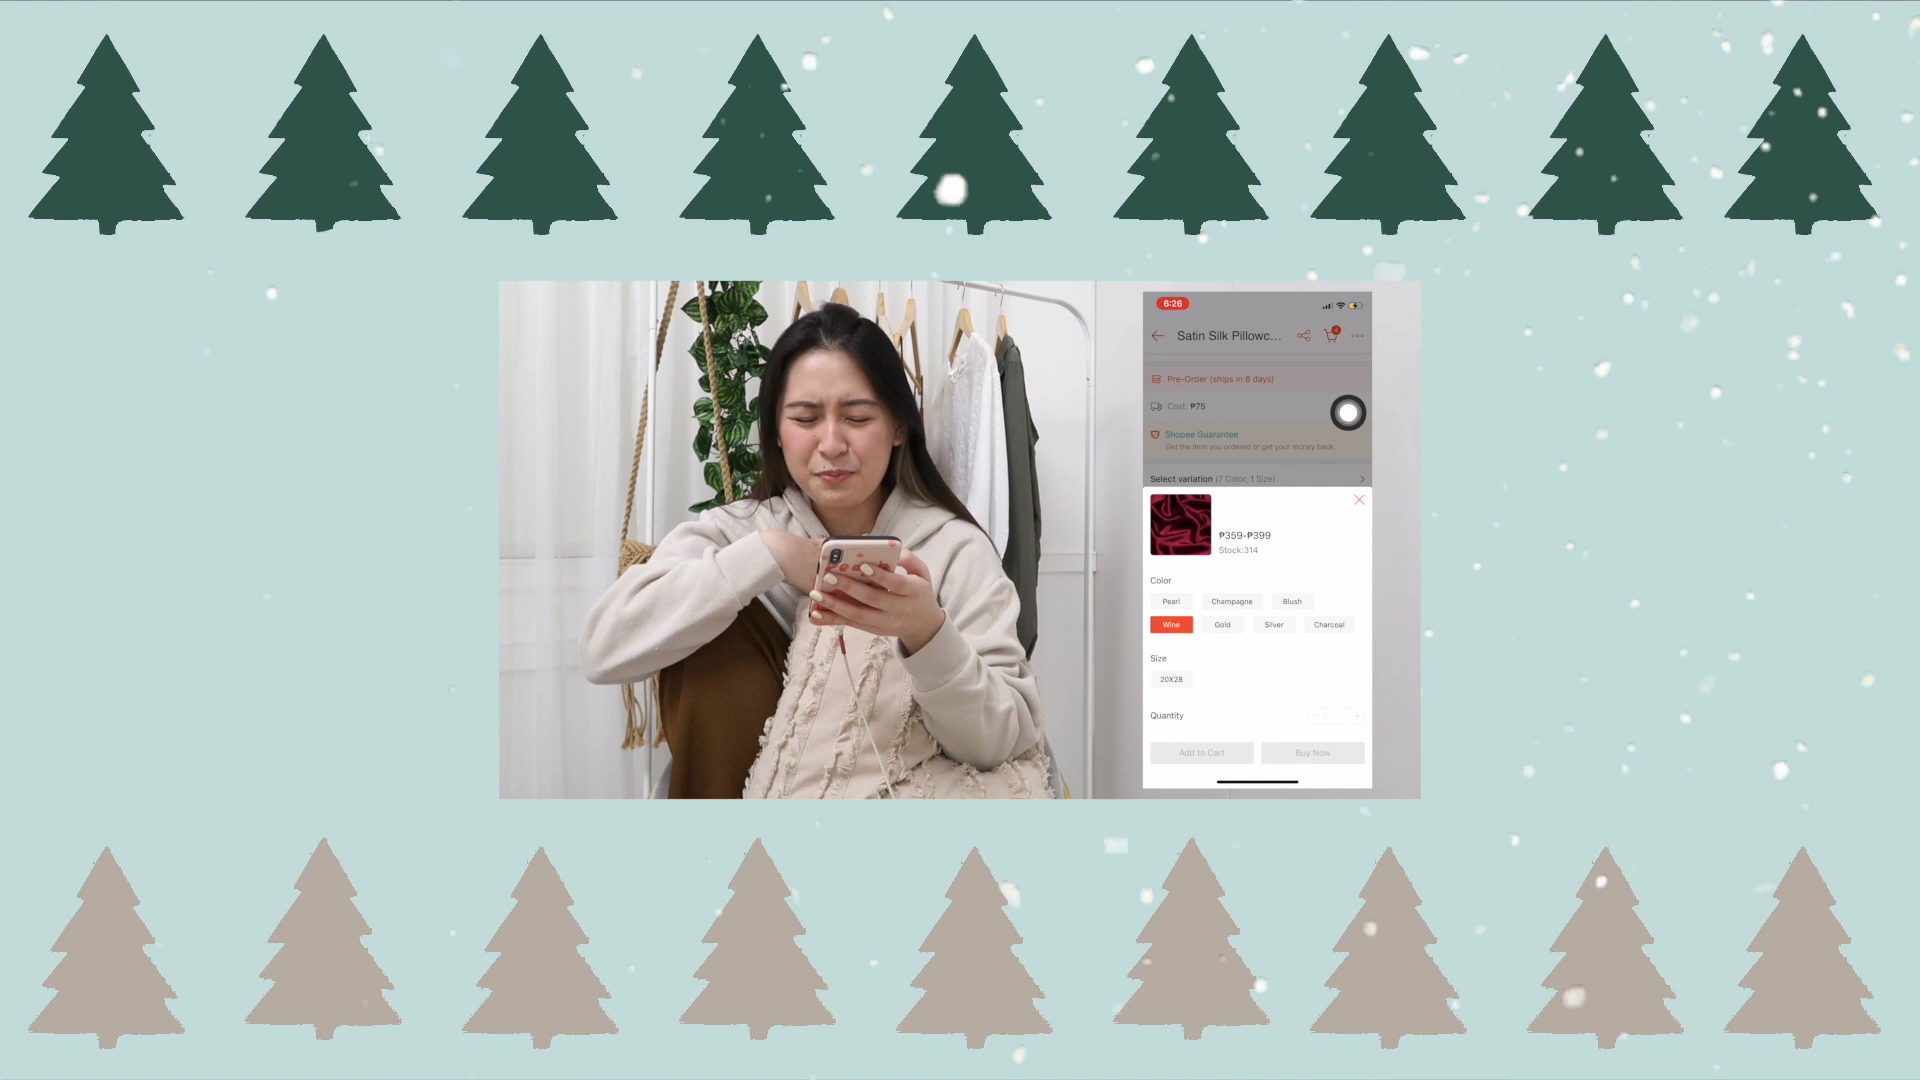 6:26
Satin Silk Pillowc...
Pre-Order (ships in 8 days)
Cost: ₱75
Shopee Guarantee
Get the item you ordered or get your money back.
Select variation (7 Color, 1 Size)
₱359-₱399
Stock:314
Color
Pearl Champagne Blush
Wine Gold Silver Charcoal
Size
20X28
Quantity
Add to Cart Buy Now